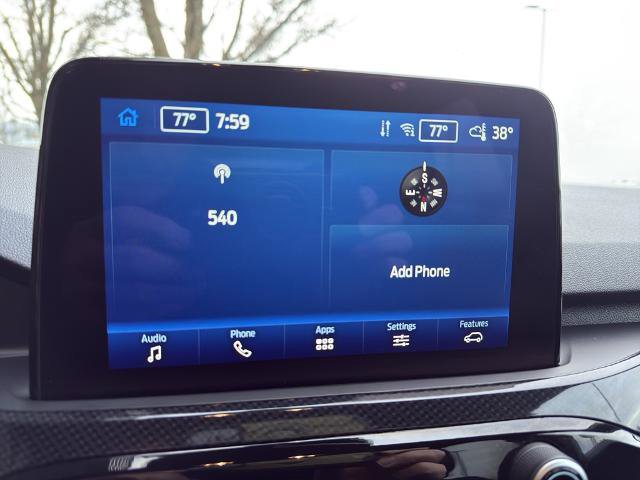 77° 7:59 77° 38°
540
S
E W
N
Add Phone
Audio Phone Apps Settings Features